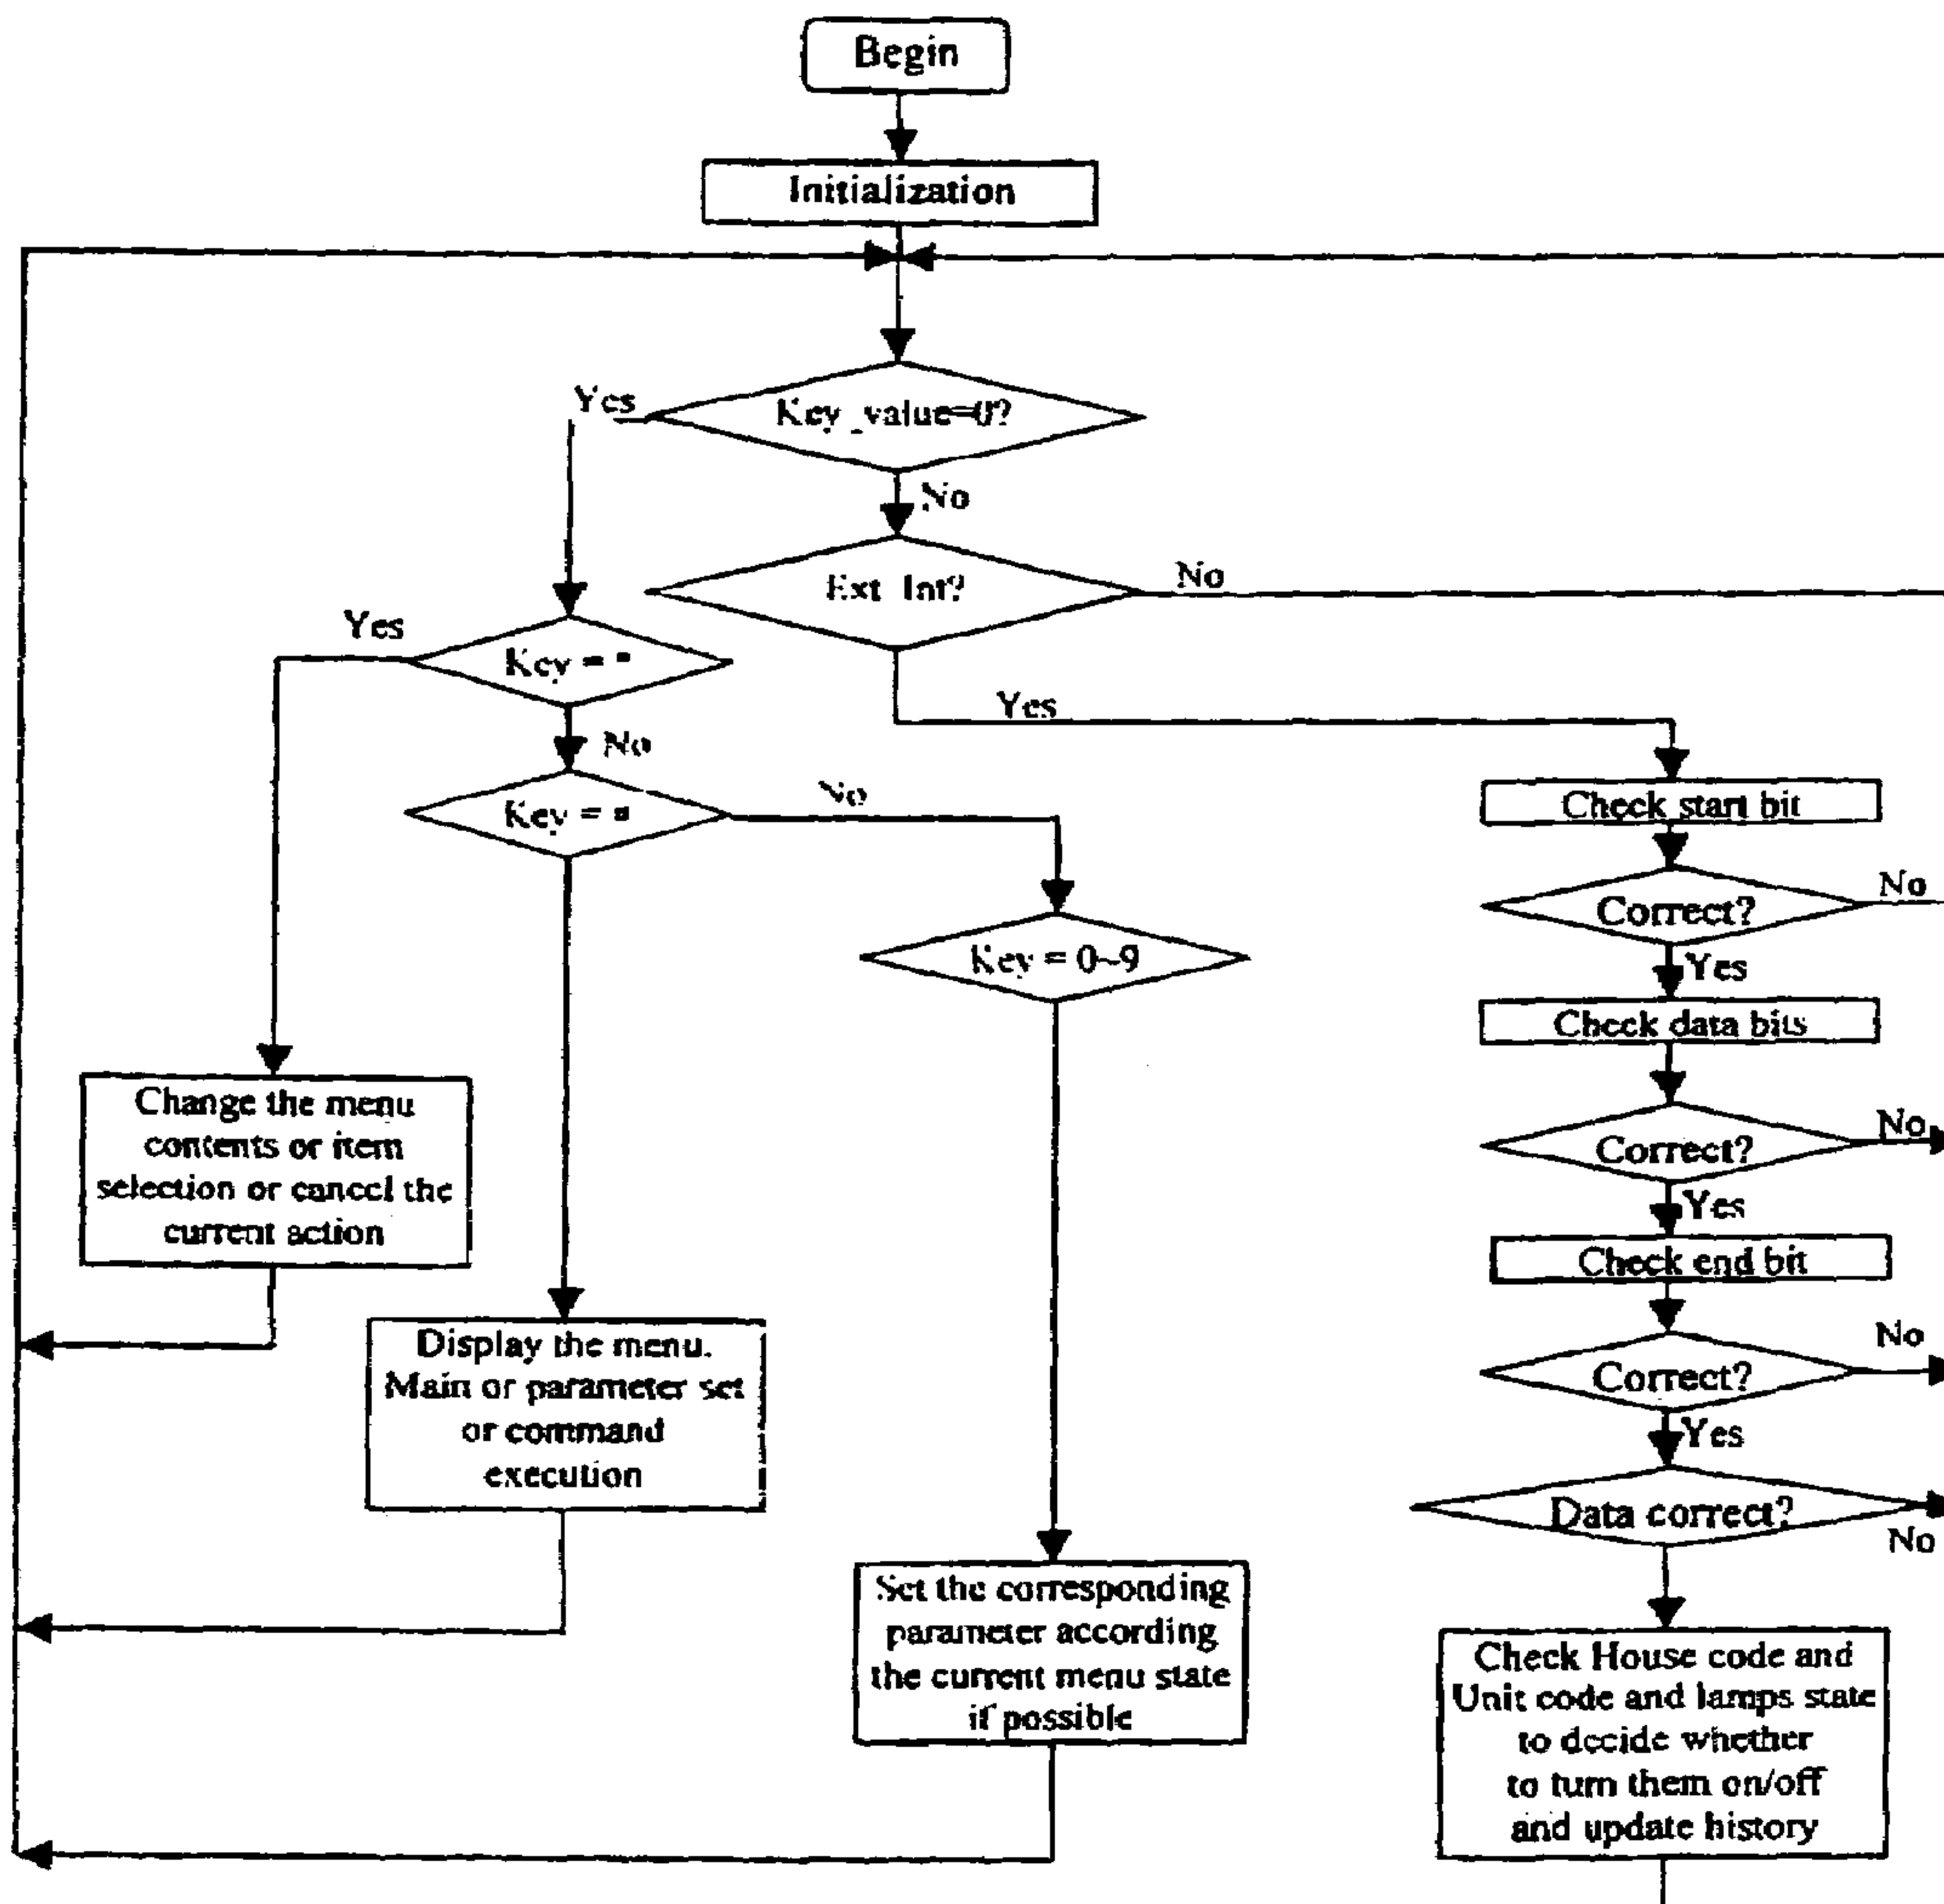 Begin
Initialization
Key_value=0?
Yes
No
Ext_Int?
No
Yes
Yes
Key =
No
Key =
No
Key = 0~9
Check start bit
Correct?
No
Yes
Check data bits
Correct?
No
Yes
Check end bit
Correct?
No
Yes
Data correct?
No
Change the menu
contents or item
selection or cancel the
current action
Display the menu.
Main or parameter set
or command
execution
Set the corresponding
parameter according
the current menu state
if possible
Check House code and
Unit code and lamps state
to decide whether
to turn them on/off
and update history